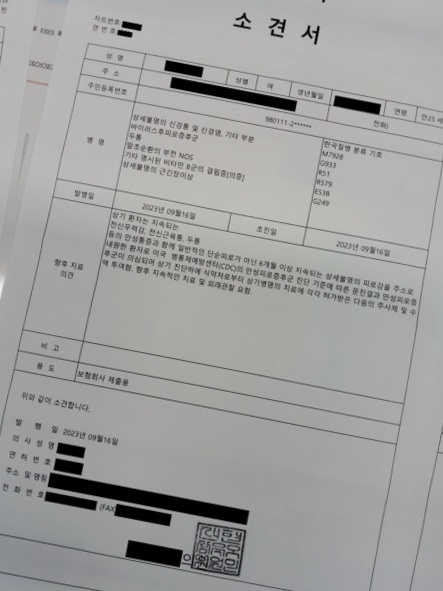 소 견 서
차트번호
연 번호
성 명
성별
여
생년월일
연령
만25세
주 소
전화)
주민등록번호
980111-2******
병 명
상세불명의 신경통 및 신경염, 기타 부분
바이러스후피로증후군
두통
말초순환의 부전 NOS
기타 명시된 비타민 B군의 결핍증(의증)
상세불명의 근긴장이상
한국질병 분류 기호
M7928
G933
R51
R579
E538
G249
발병일
2023년 09월16일
초진일
2023년 09월16일
향후 치료
의견
상기 환자는 지속되는
전신무력감, 전신근육통, 두통
등의 만성통증과 함께 일반적인 단순피로가 아닌 6개월 이상 지속되는 상세불명의 피로감을 주소로
내원한 환자로 미국 병통제예방센터(CDC)의 만성피로증후군 진단 기준에 따른 문진결과 만성피로증
후군이 의심되어 상기 진단하에 식약처로부터 상기병명의 치료에 각각 허가받은 다음의 주사제 및 수
액 투여함. 향후 지속적인 치료 및 외래관찰 요함.
비 고
용 도
보험회사 제출용
위와 같이 소견합니다.
발 행 일 2023년 09월16일
의 사 성 명
면 허 번 호
주소 및 명칭
전 화 번 호
(FAX)